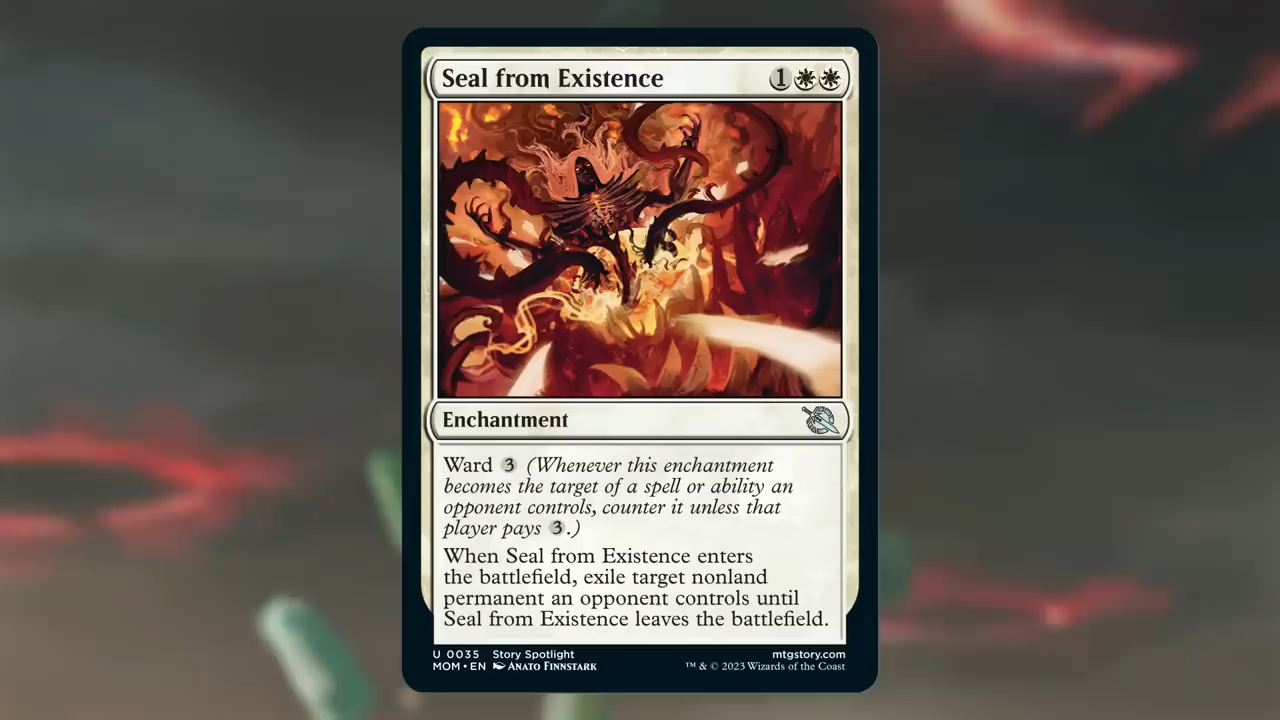 Seal from Existence 1
Enchantment
Ward 3 (Whenever this enchantment
becomes the target of a spell or ability an
opponent controls, counter it unless that
player pays 3.)
When Seal from Existence enters
the battlefield, exile target nonland
permanent an opponent controls until
Seal from Existence leaves the battlefield.
U 0035 Story Spotlight mtgstory.com
MOM • EN Anato Finnstark ™ & © 2023 Wizards of the Coast